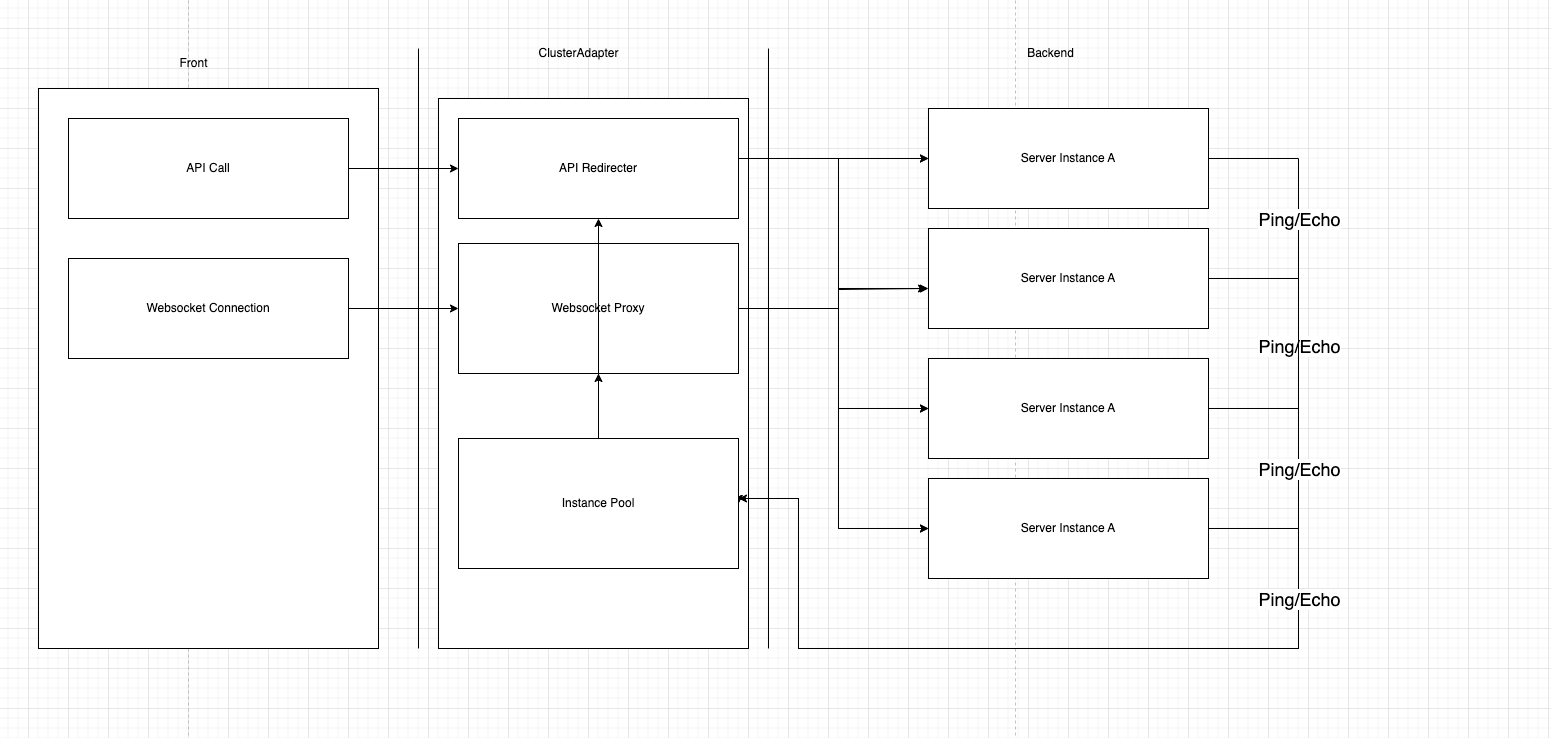 Front
ClusterAdapter
Backend
API Call
API Redirecter
Server Instance A
Ping/Echo
Websocket Connection
Websocket Proxy
Server Instance A
Ping/Echo
Server Instance A
Ping/Echo
Instance Pool
Server Instance A
Ping/Echo